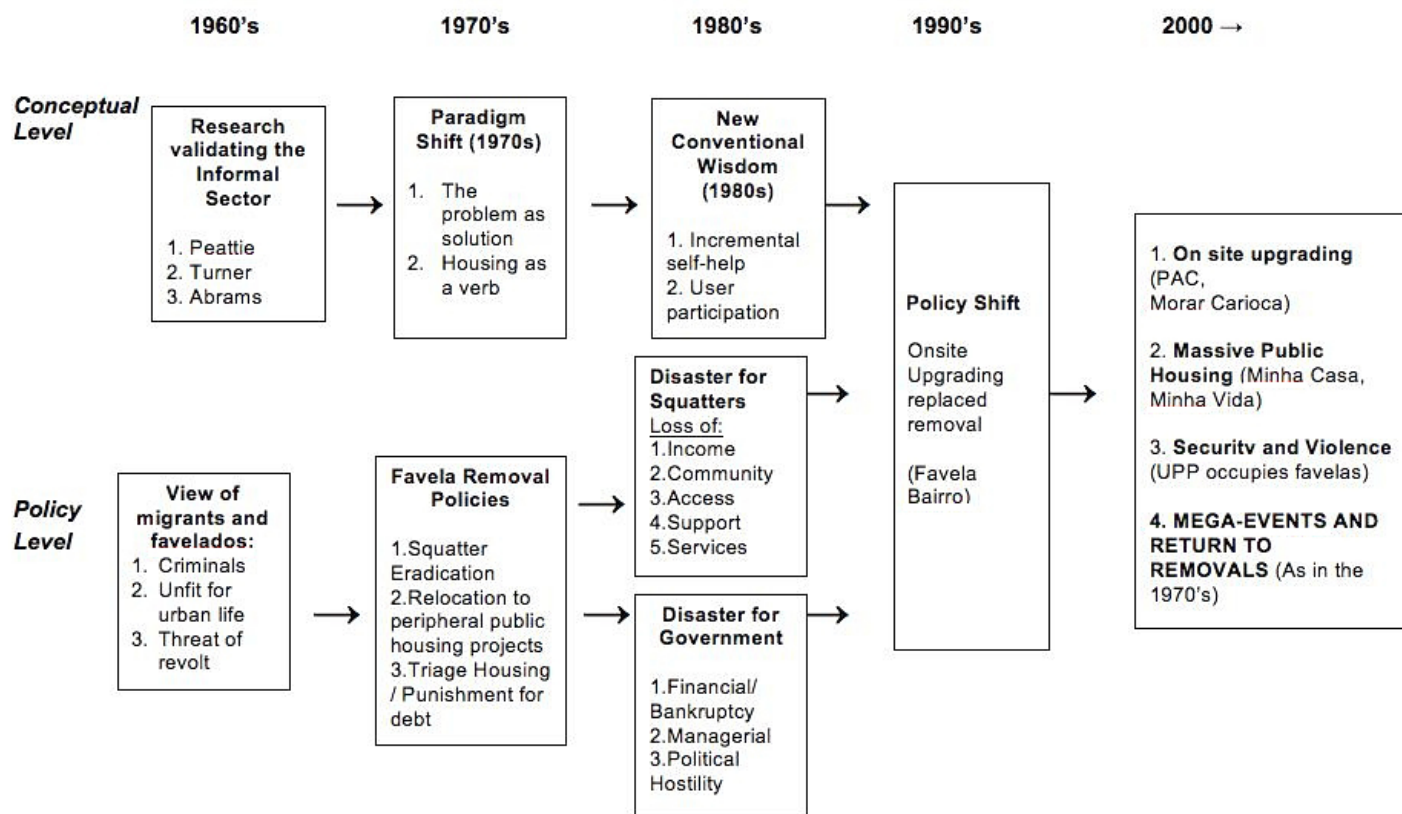 1960's
1970's
1980's
1990's
2000 →
Conceptual
Level
Research
validating the
Informal
Sector
1. Peattie
2. Turner
3. Abrams
Paradigm
Shift (1970s)
1. The
problem as
solution
2. Housing as
a verb
New
Conventional
Wisdom
(1980s)
1. Incremental
self-help
2. User
participation
Policy
Level
View of
migrants and
favelados:
1. Criminals
2. Unfit for
urban life
3. Threat of
revolt
Favela Removal
Policies
1.Squatter
Eradication
2.Relocation to
peripheral public
housing projects
3.Triage Housing
/ Punishment for
debt
Disaster for
Squatters
Loss of:
1.Income
2.Community
3.Access
4.Support
5.Services
Disaster for
Government
1.Financial/
Bankruptcy
2.Managerial
3.Political
Hostility
Policy Shift
Onsite
Upgrading
replaced
removal
(Favela
Bairro)
1. On site upgrading
(PAC,
Morar Carioca)
2. Massive Public
Housing (Minha Casa,
Minha Vida)
3. Security and Violence
(UPP occupies favelas)
4. MEGA-EVENTS AND
RETURN TO
REMOVALS (As in the
1970's)